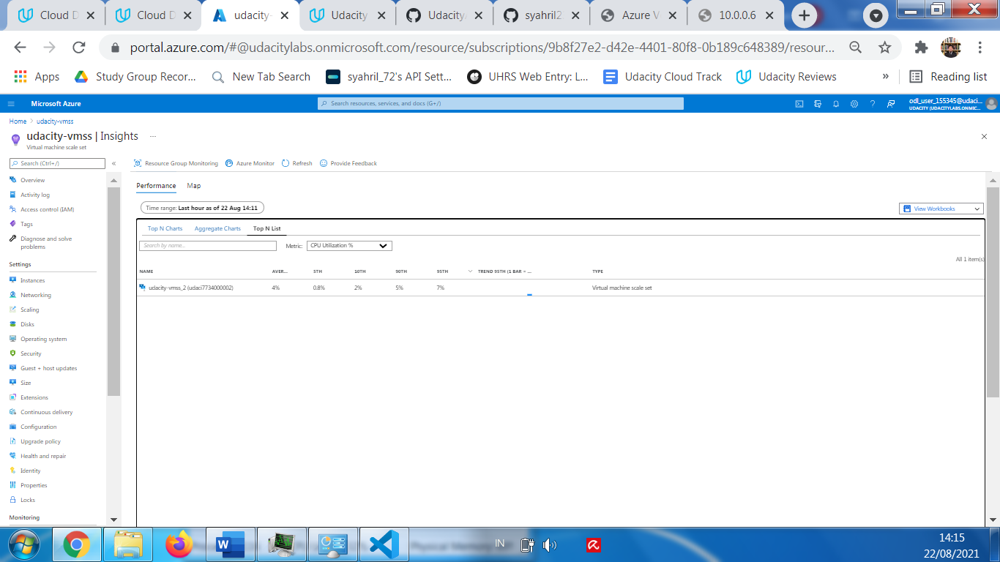 Cloud D
Cloud D
udacity-
Udacity
Udacity
syahril2
Azure V
10.0.0.6
portal.azure.com/#@udacitylabs.onmicrosoft.com/resource/subscriptions/9b8f27e2-d42e-4401-80f8-0b189c648389/resour...
Apps
Study Group Recor...
New Tab Search
syahril_72's API Sett...
UHRS Web Entry: L...
Udacity Cloud Track
Udacity Reviews
»
Reading list
Microsoft Azure
Search resources, services, and docs (G+/)
odl_user_155345@udaci...
UDACITY (UDACITYLABS.ONMIC...
Home > udacity-vmss
udacity-vmss | Insights ...
Virtual machine scale set
Search (Ctrl+/)
«
Resource Group Monitoring
Azure Monitor
Refresh
Provide Feedback
Overview
Activity log
Access control (IAM)
Tags
Diagnose and solve
problems
Settings
Instances
Networking
Scaling
Disks
Operating system
Security
Guest + host updates
Size
Extensions
Continuous delivery
Configuration
Upgrade policy
Health and repair
Identity
Properties
Locks
Monitoring
Performance
Map
Time range: Last hour as of 22 Aug 14:11
View Workbooks
Top N Charts
Aggregate Charts
Top N List
Search by name...
Metric:
CPU Utilization %
All 1 item(s)
NAME AVER... 5TH 10TH 90TH 95TH TREND 95TH (1 BAR = ... TYPE
udacity-vmss_2 (udaci7734000002) 4% 0.8% 2% 5% 7% Virtual machine scale set
IN
14:15
22/08/2021